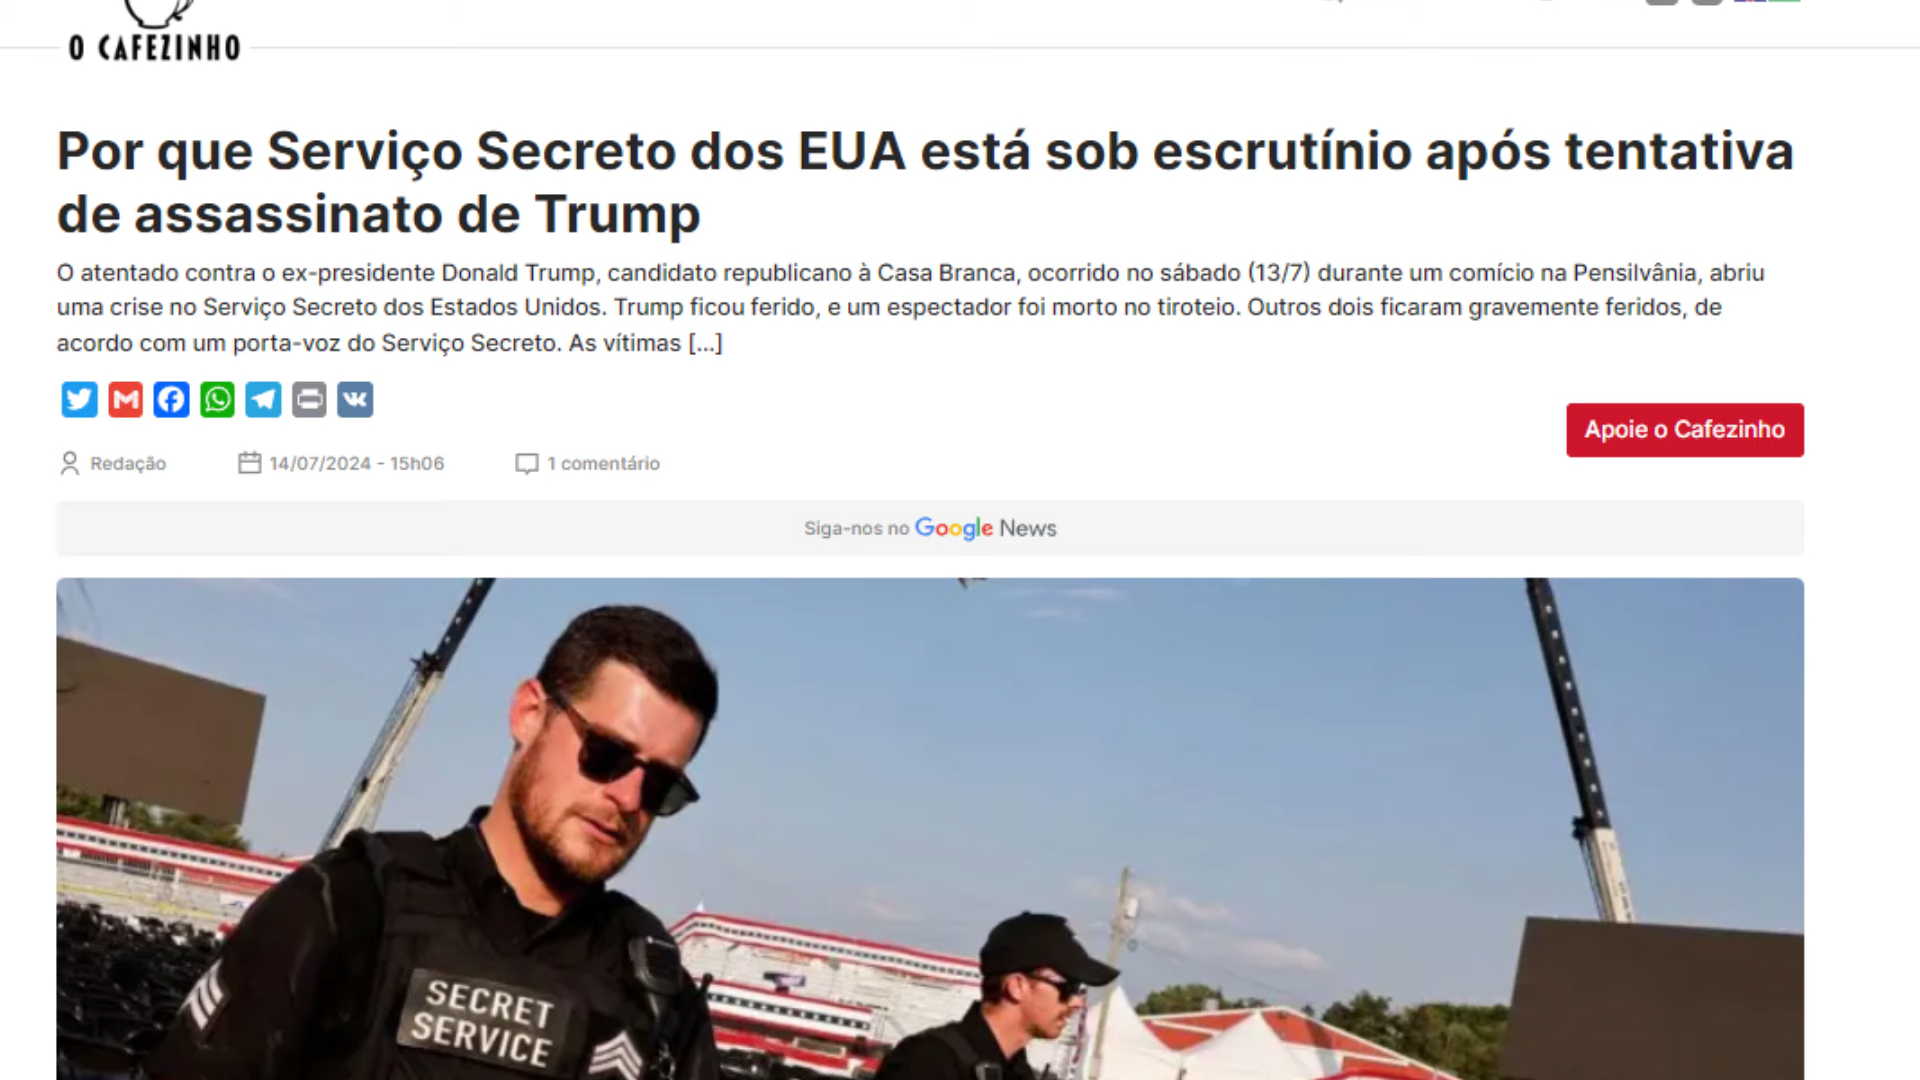 O CAFEZINHO
Por que Serviço Secreto dos EUA está sob escrutínio após tentativa
de assassinato de Trump
O atentado contra o ex-presidente Donald Trump, candidato republicano à Casa Branca, ocorrido no sábado (13/7) durante um comício na Pensilvânia, abriu
uma crise no Serviço Secreto dos Estados Unidos. Trump ficou ferido, e um espectador foi morto no tiroteio. Outros dois ficaram gravemente feridos, de
acordo com um porta-voz do Serviço Secreto. As vítimas [...]
Apoie o Cafezinho
Redação 14/07/2024 - 15h06 1 comentário
Siga-nos no Google News
SECRET
SERVICE